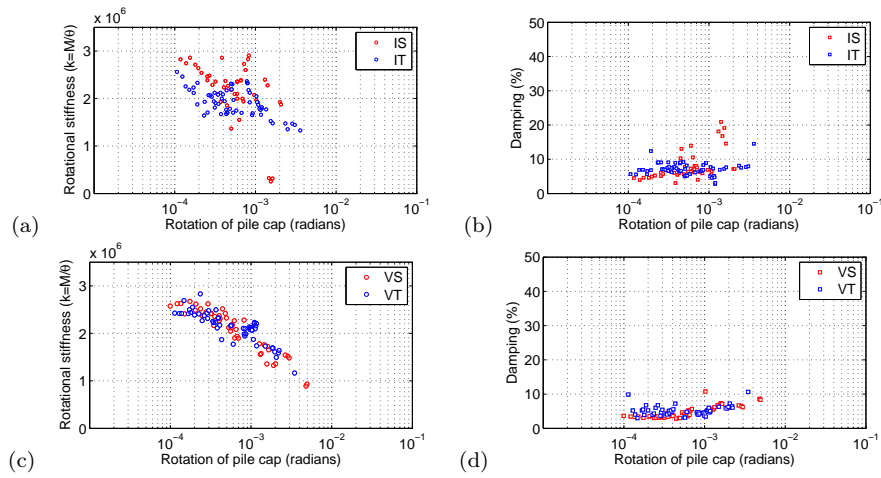 x 10^6
Rotational stiffness (k=M/θ)
3
2
1
0
10^−4
10^−3
10^−2
10^−1
Rotation of pile cap (radians)
IS
IT
(a)
Damping (%)
50
40
30
20
10
0
10^−4
10^−3
10^−2
10^−1
Rotation of pile cap (radians)
IS
IT
(b)
x 10^6
Rotational stiffness (k=M/θ)
3
2
1
0
10^−4
10^−3
10^−2
10^−1
Rotation of pile cap (radians)
VS
VT
(c)
Damping (%)
50
40
30
20
10
0
10^−4
10^−3
10^−2
10^−1
Rotation of pile cap (radians)
VS
VT
(d)